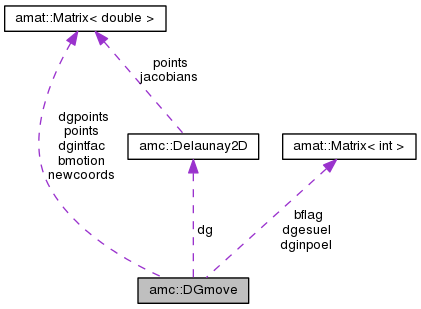 amat::Matrix< double >
points
jacobians
dgpoints
points
dgintfac
bmotion
newcoords
amc::Delaunay2D
amat::Matrix< int >
dg
bflag
dgesuel
dginpoel
amc::DGmove